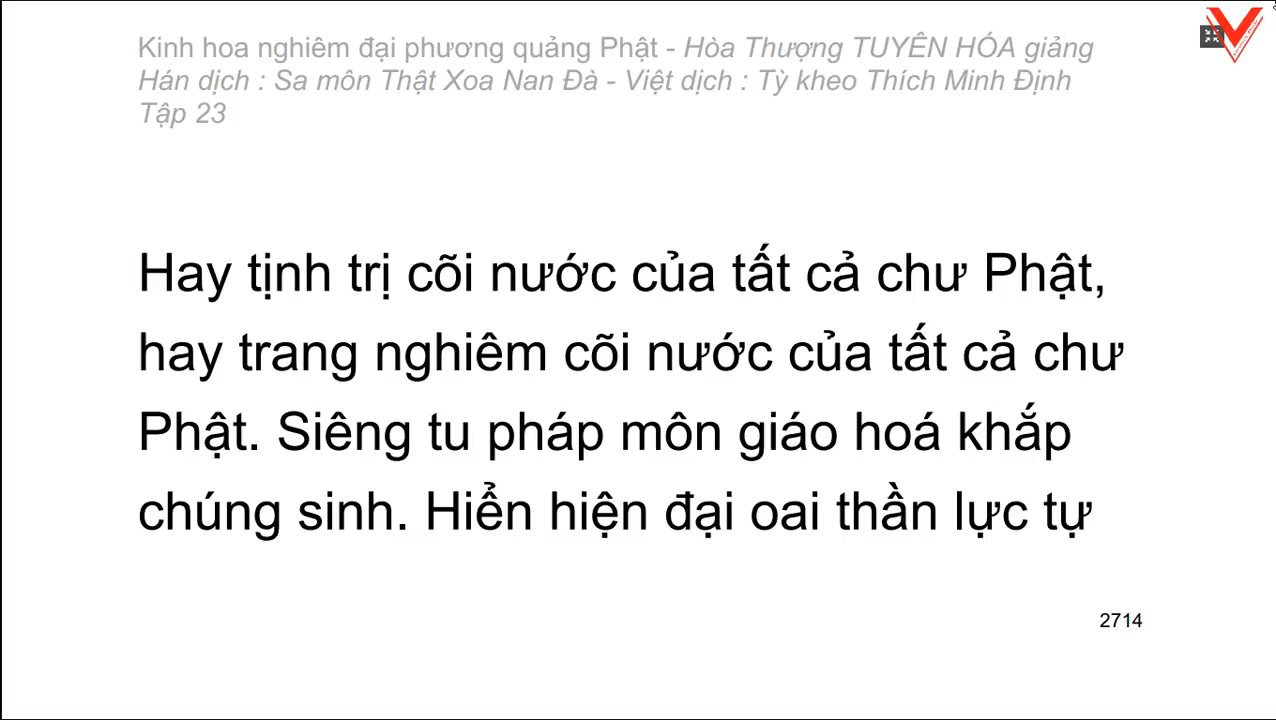 Kinh hoa nghiêm đại phương quảng Phật - Hòa Thượng TUYÊN HÓA giảng
Hán dịch : Sa môn Thật Xoa Nan Đà - Việt dịch : Tỳ kheo Thích Minh Định
Tập 23
Hay tịnh trị cõi nước của tất cả chư Phật,
hay trang nghiêm cõi nước của tất cả chư
Phật. Siêng tu pháp môn giáo hoá khắp
chúng sinh. Hiển hiện đại oai thần lực tự
2714